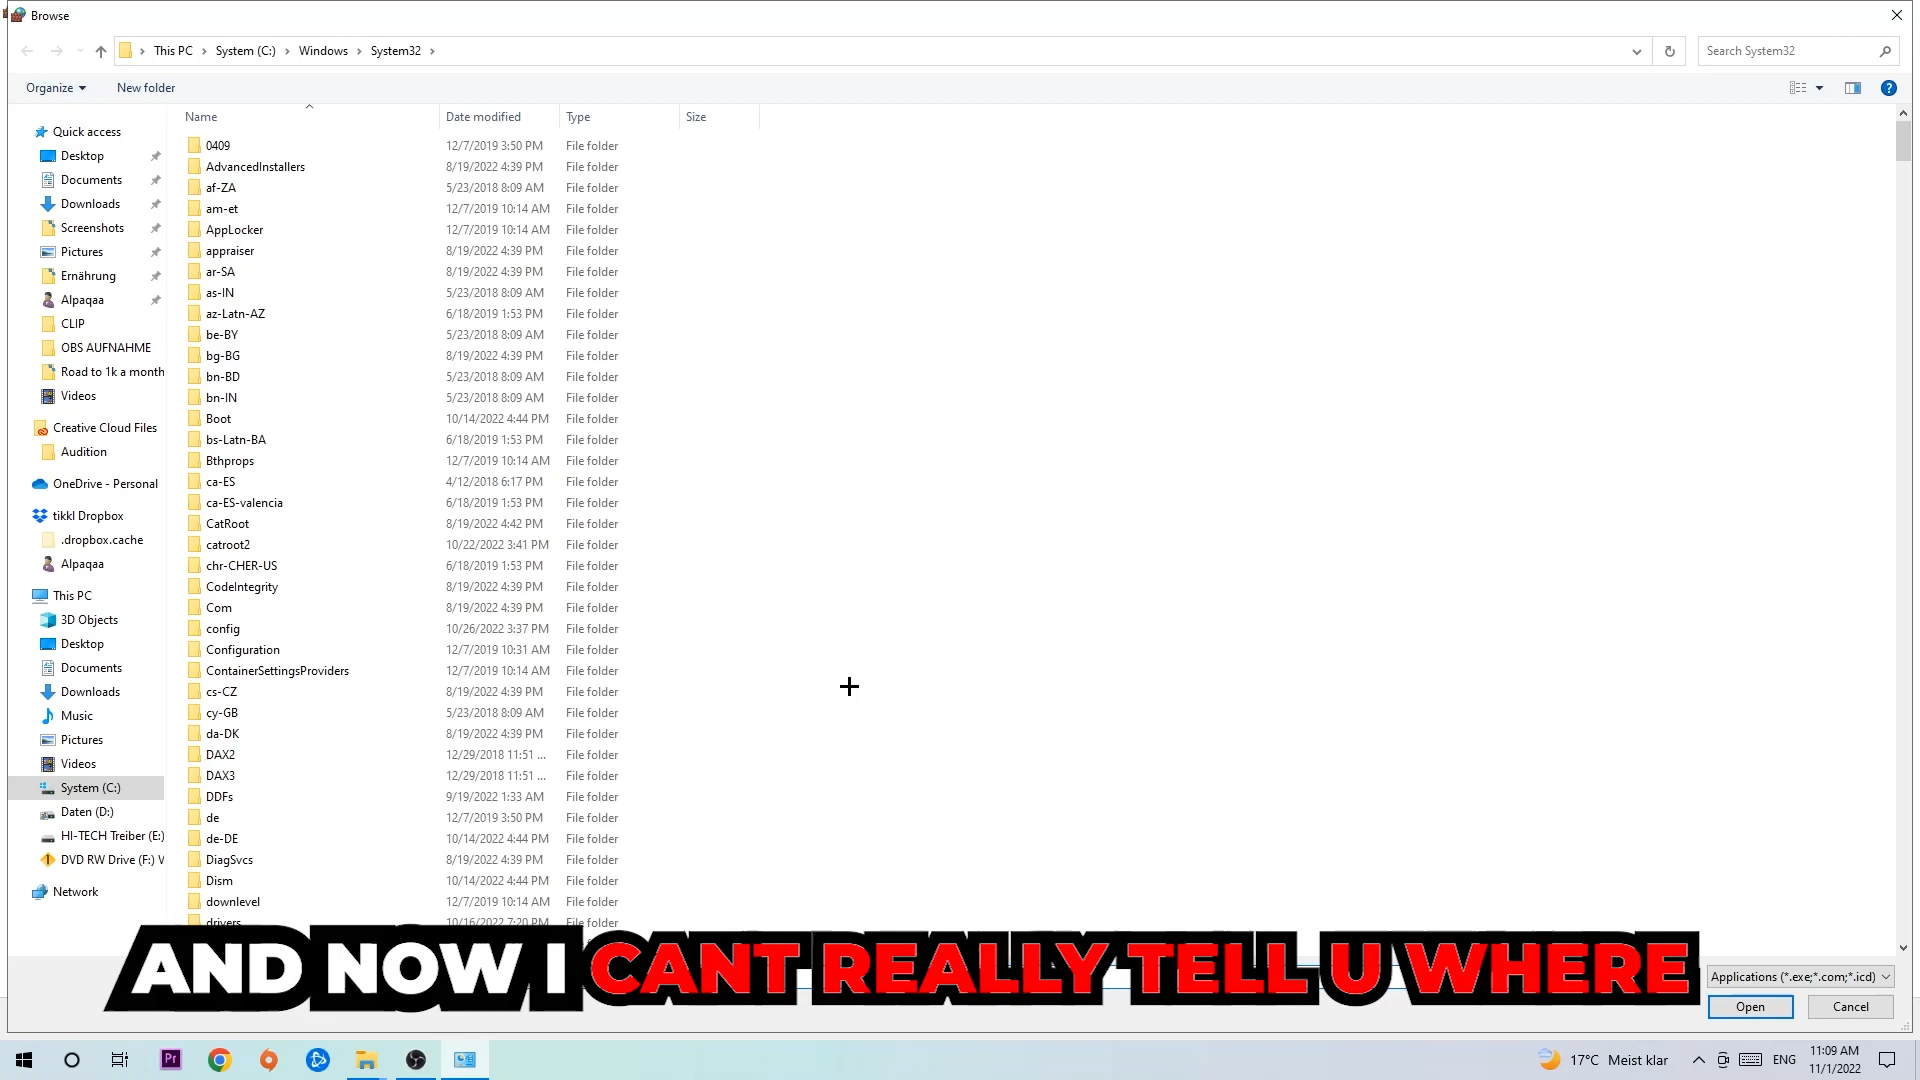 Browse
This PC System (C:) Windows System32
Search System32
Organize New folder
Name Date modified Type Size
Quick access
Desktop
Documents
Downloads
Screenshots
Pictures
Ernährung
Alpaqaa
CLIP
OBS AUFNAHME
Road to 1k a month
Videos
Creative Cloud Files
Audition
OneDrive - Personal
tikkl Dropbox
.dropbox.cache
Alpaqaa
This PC
3D Objects
Desktop
Documents
Downloads
Music
Pictures
Videos
System (C:)
Daten (D:)
HI-TECH Treiber (E:)
DVD RW Drive (F:) V
Network
0409 12/7/2019 3:50 PM File folder
AdvancedInstallers 8/19/2022 4:39 PM File folder
af-ZA 5/23/2018 8:09 AM File folder
am-et 12/7/2019 10:14 AM File folder
AppLocker 12/7/2019 10:14 AM File folder
appraiser 8/19/2022 4:39 PM File folder
ar-SA 8/19/2022 4:39 PM File folder
as-IN 5/23/2018 8:09 AM File folder
az-Latn-AZ 6/18/2019 1:53 PM File folder
be-BY 5/23/2018 8:09 AM File folder
bg-BG 8/19/2022 4:39 PM File folder
bn-BD 5/23/2018 8:09 AM File folder
bn-IN 5/23/2018 8:09 AM File folder
Boot 10/14/2022 4:44 PM File folder
bs-Latn-BA 6/18/2019 1:53 PM File folder
Bthprops 12/7/2019 10:14 AM File folder
ca-ES 4/12/2018 6:17 PM File folder
ca-ES-valencia 6/18/2019 1:53 PM File folder
CatRoot 8/19/2022 4:42 PM File folder
catroot2 10/22/2022 3:41 PM File folder
chr-CHER-US 6/18/2019 1:53 PM File folder
CodeIntegrity 8/19/2022 4:39 PM File folder
Com 8/19/2022 4:39 PM File folder
config 10/26/2022 3:37 PM File folder
Configuration 12/7/2019 10:31 AM File folder
ContainerSettingsProviders 12/7/2019 10:14 AM File folder
cs-CZ 8/19/2022 4:39 PM File folder
cy-GB 5/23/2018 8:09 AM File folder
da-DK 8/19/2022 4:39 PM File folder
DAX2 12/29/2018 11:51 ... File folder
DAX3 12/29/2018 11:51 ... File folder
DDFs 9/19/2022 1:33 AM File folder
de 12/7/2019 3:50 PM File folder
de-DE 10/14/2022 4:44 PM File folder
DiagSvcs 8/19/2022 4:39 PM File folder
Dism 10/14/2022 4:44 PM File folder
downlevel 12/7/2019 10:14 AM File folder
drivers 10/16/2022 7:20 PM File folder
AND NOW I CANT REALLY TELL U WHERE
Applications (*.exe;*.com;*.icd)
Open Cancel
Pr
17°C Meist klar ENG 11:09 AM
11/1/2022